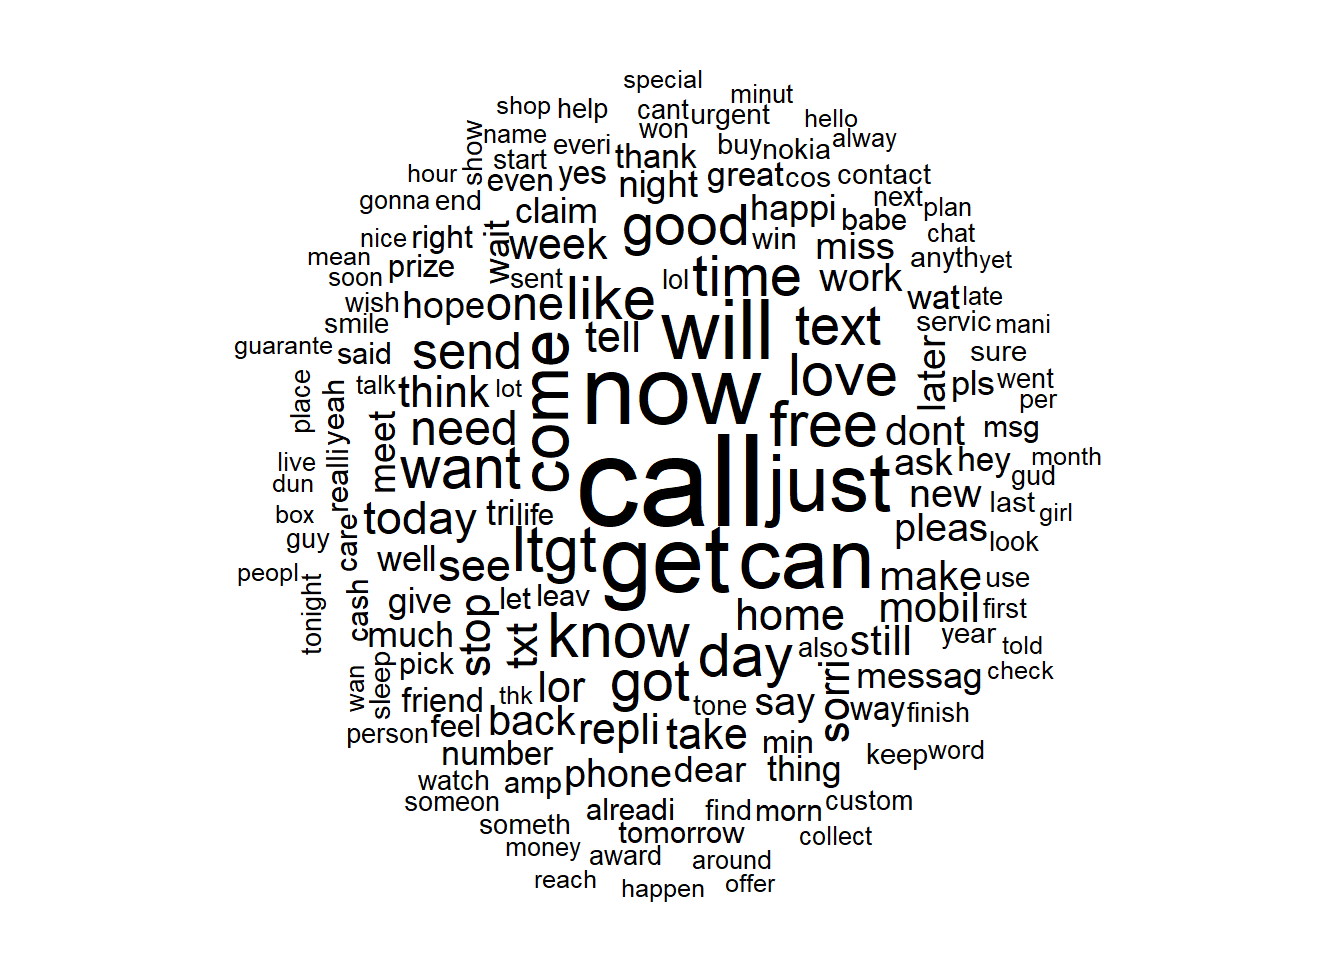 special
minut
shop help
cant urgent
hello
show
name
won
start everi
buy nokia alway
thank
hour
even yes
night
great cos contact
gonna end
claim
good
happi
next plan
babe
nice right
wait
week
win
miss
chat
mean
prize
sent
lol
time
work
anyth yet
soon
wish hope one like
will
text
wat late
smile
tell
servic mani
guarante
said
send
come
now
love
later
sure
place
talk think lot
pls went
per
yeah
need
free
dont
msg
realli
meet
want
call
just
ask hey
month
live
gud
dun
new last
girl
box
today
tri life
pleas look
guy
care
well see
ltgt
get can
make use
peopl
tonight
cash
give
stop
let leav
home
mobil first
much
txt
know
day also still year told
wan
sleep
pick
sorri
messag check
friend
thk
lor
got tone say way finish
person feel back repli take min
keep word
number
watch amp phone dear thing
someon
alreadi
find morn custom
someth
tomorrow
collect
money award around
reach
happen
offer